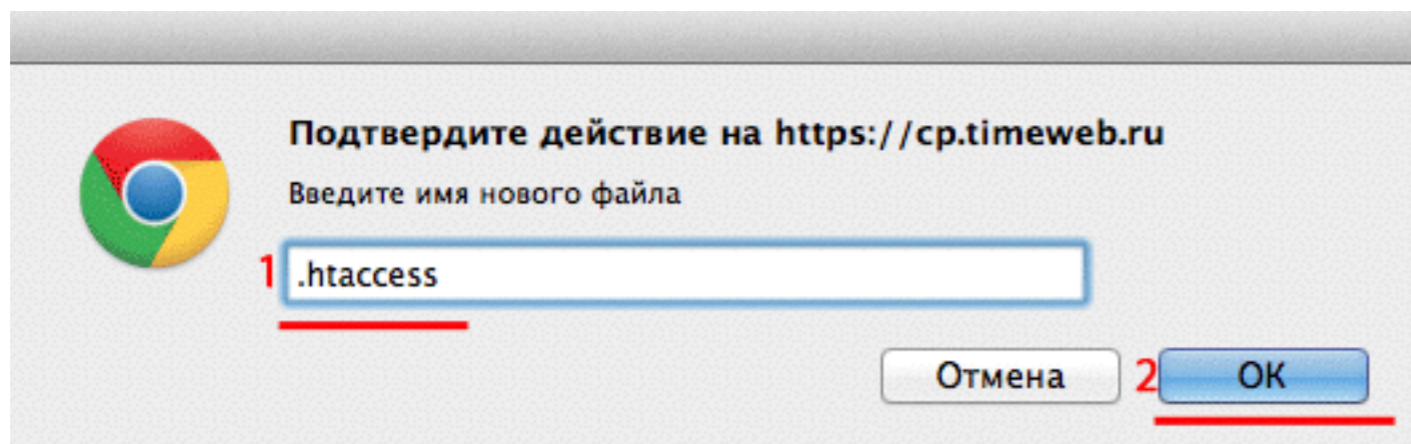 Подтвердите действие на https://cp.timeweb.ru
Введите имя нового файла
1 .htaccess
Отмена 2 OK